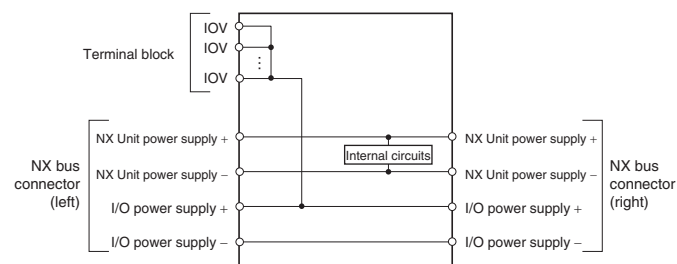 IOV
IOV
IOV
Terminal block
NX bus
connector
(left)
NX Unit power supply +
NX Unit power supply −
I/O power supply +
I/O power supply −
Internal circuits
NX Unit power supply +
NX Unit power supply −
I/O power supply +
I/O power supply −
NX bus
connector
(right)